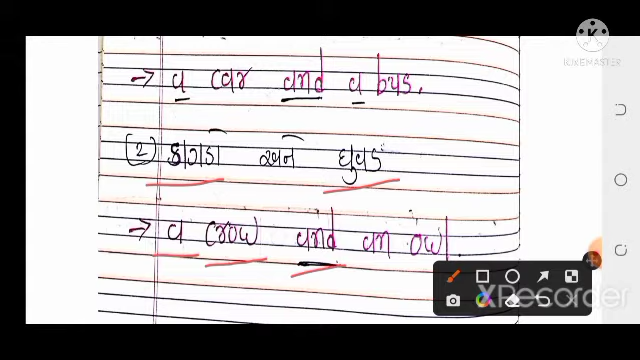 → a car and a bus.
(2) કાગડો અને ઘુવડ
→ a crow and an owl.
KINEMASTER
XRecorder